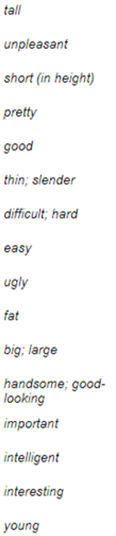 tall
unpleasant
short (in height)
pretty
good
thin; slender
difficult; hard
easy
ugly
fat
big; large
handsome; good-
looking
important
intelligent
interesting
young